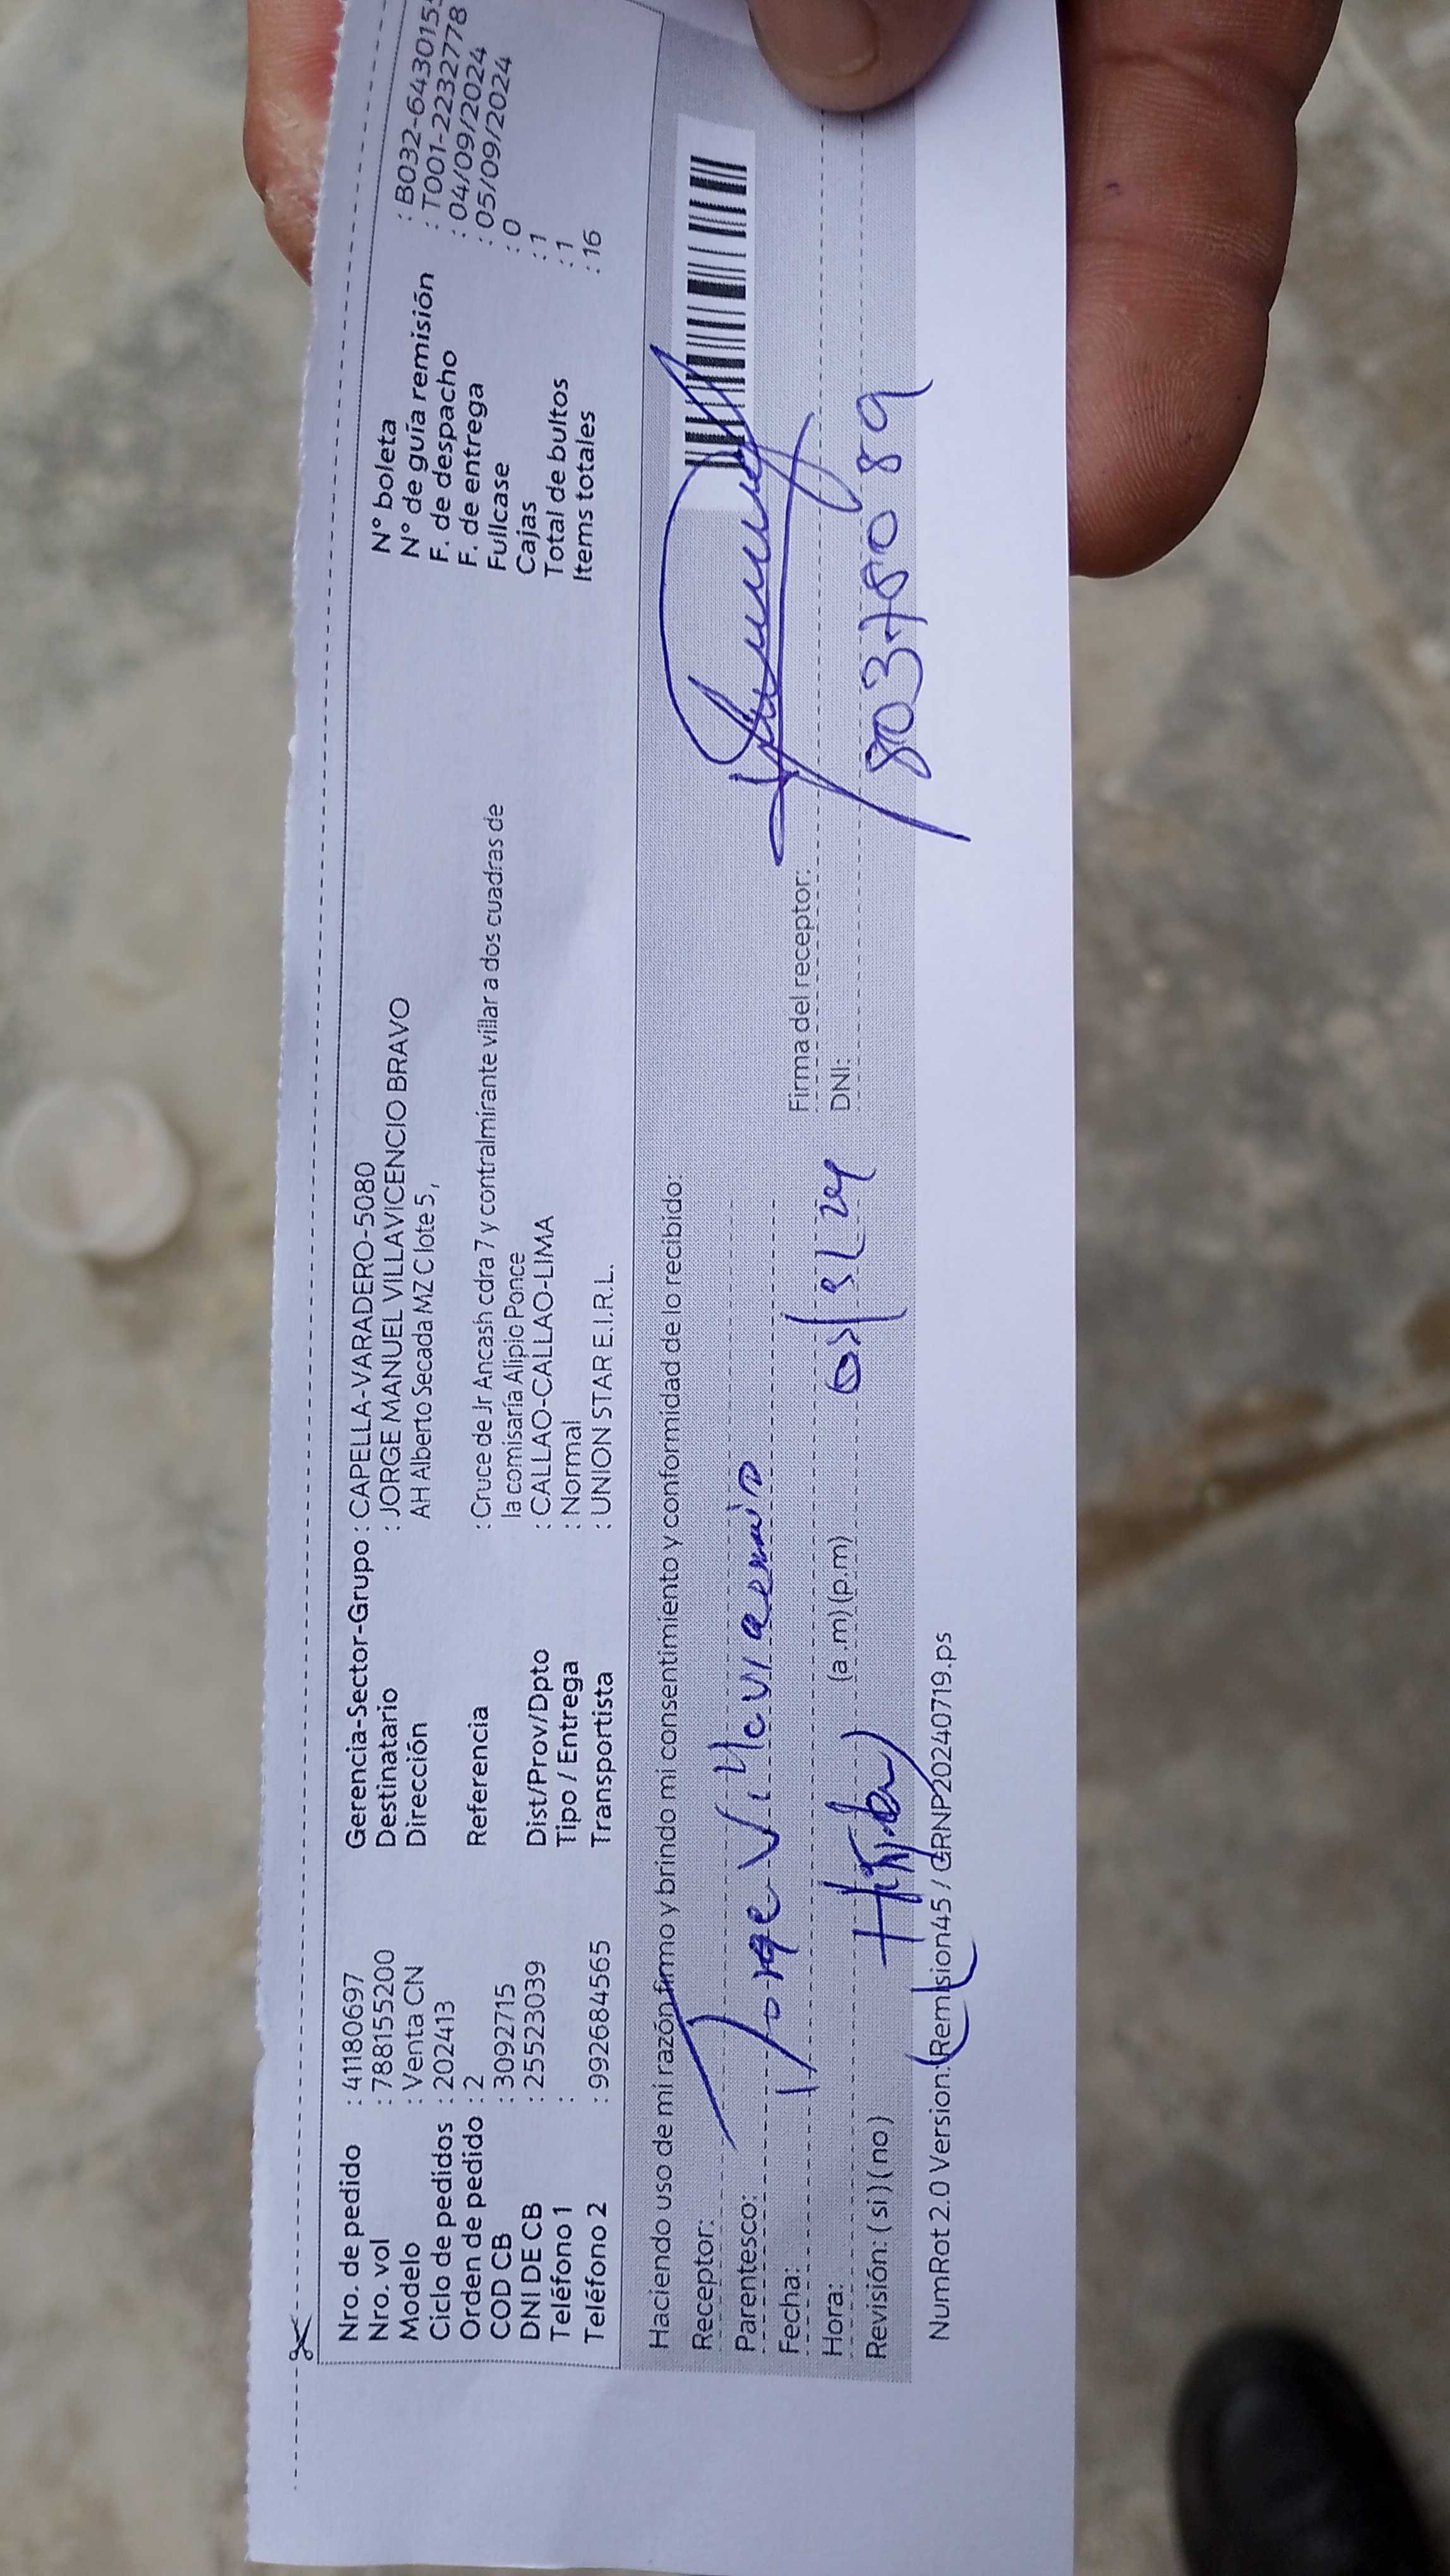 Nro. de pedido : 41180697 Gerencia-Sector-Grupo : CAPELLA-VARADERO-5080 N° boleta : B032-6430155
Nro. vol : 788155200 Destinatario : JORGE MANUEL VILLAVICENCIO BRAVO N° de guía remisión : T001-2232778
Modelo : Venta CN Dirección AH Alberto Secada MZ C lote 5 , F. de despacho : 04/09/2024
Ciclo de pedidos : 202413 F. de entrega : 05/09/2024
Orden de pedido : 2 Referencia : Cruce de Jr Ancash cdra 7 y contralmirante villar a dos cuadras de Fullcase : 0
COD CB : 3092715 la comisaría Alipio Ponce Cajas : 1
DNI DE CB : 25523039 Dist/Prov/Dpto : CALLAO-CALLAO-LIMA Total de bultos : 1
Teléfono 1 : Tipo / Entrega : Normal Items totales : 16
Teléfono 2 : 992684565 Transportista : UNION STAR E.I.R.L.
Haciendo uso de mi razón firmo y brindo mi consentimiento y conformidad de lo recibido:
Receptor: Jorge
Parentesco:
Fecha: Firma del receptor:
Hora: (a .m) (p.m) DNI: 80378089
Revisión: ( si ) ( no )
NumRot 2.0 Version: Remision45 / GRNP20240719.ps